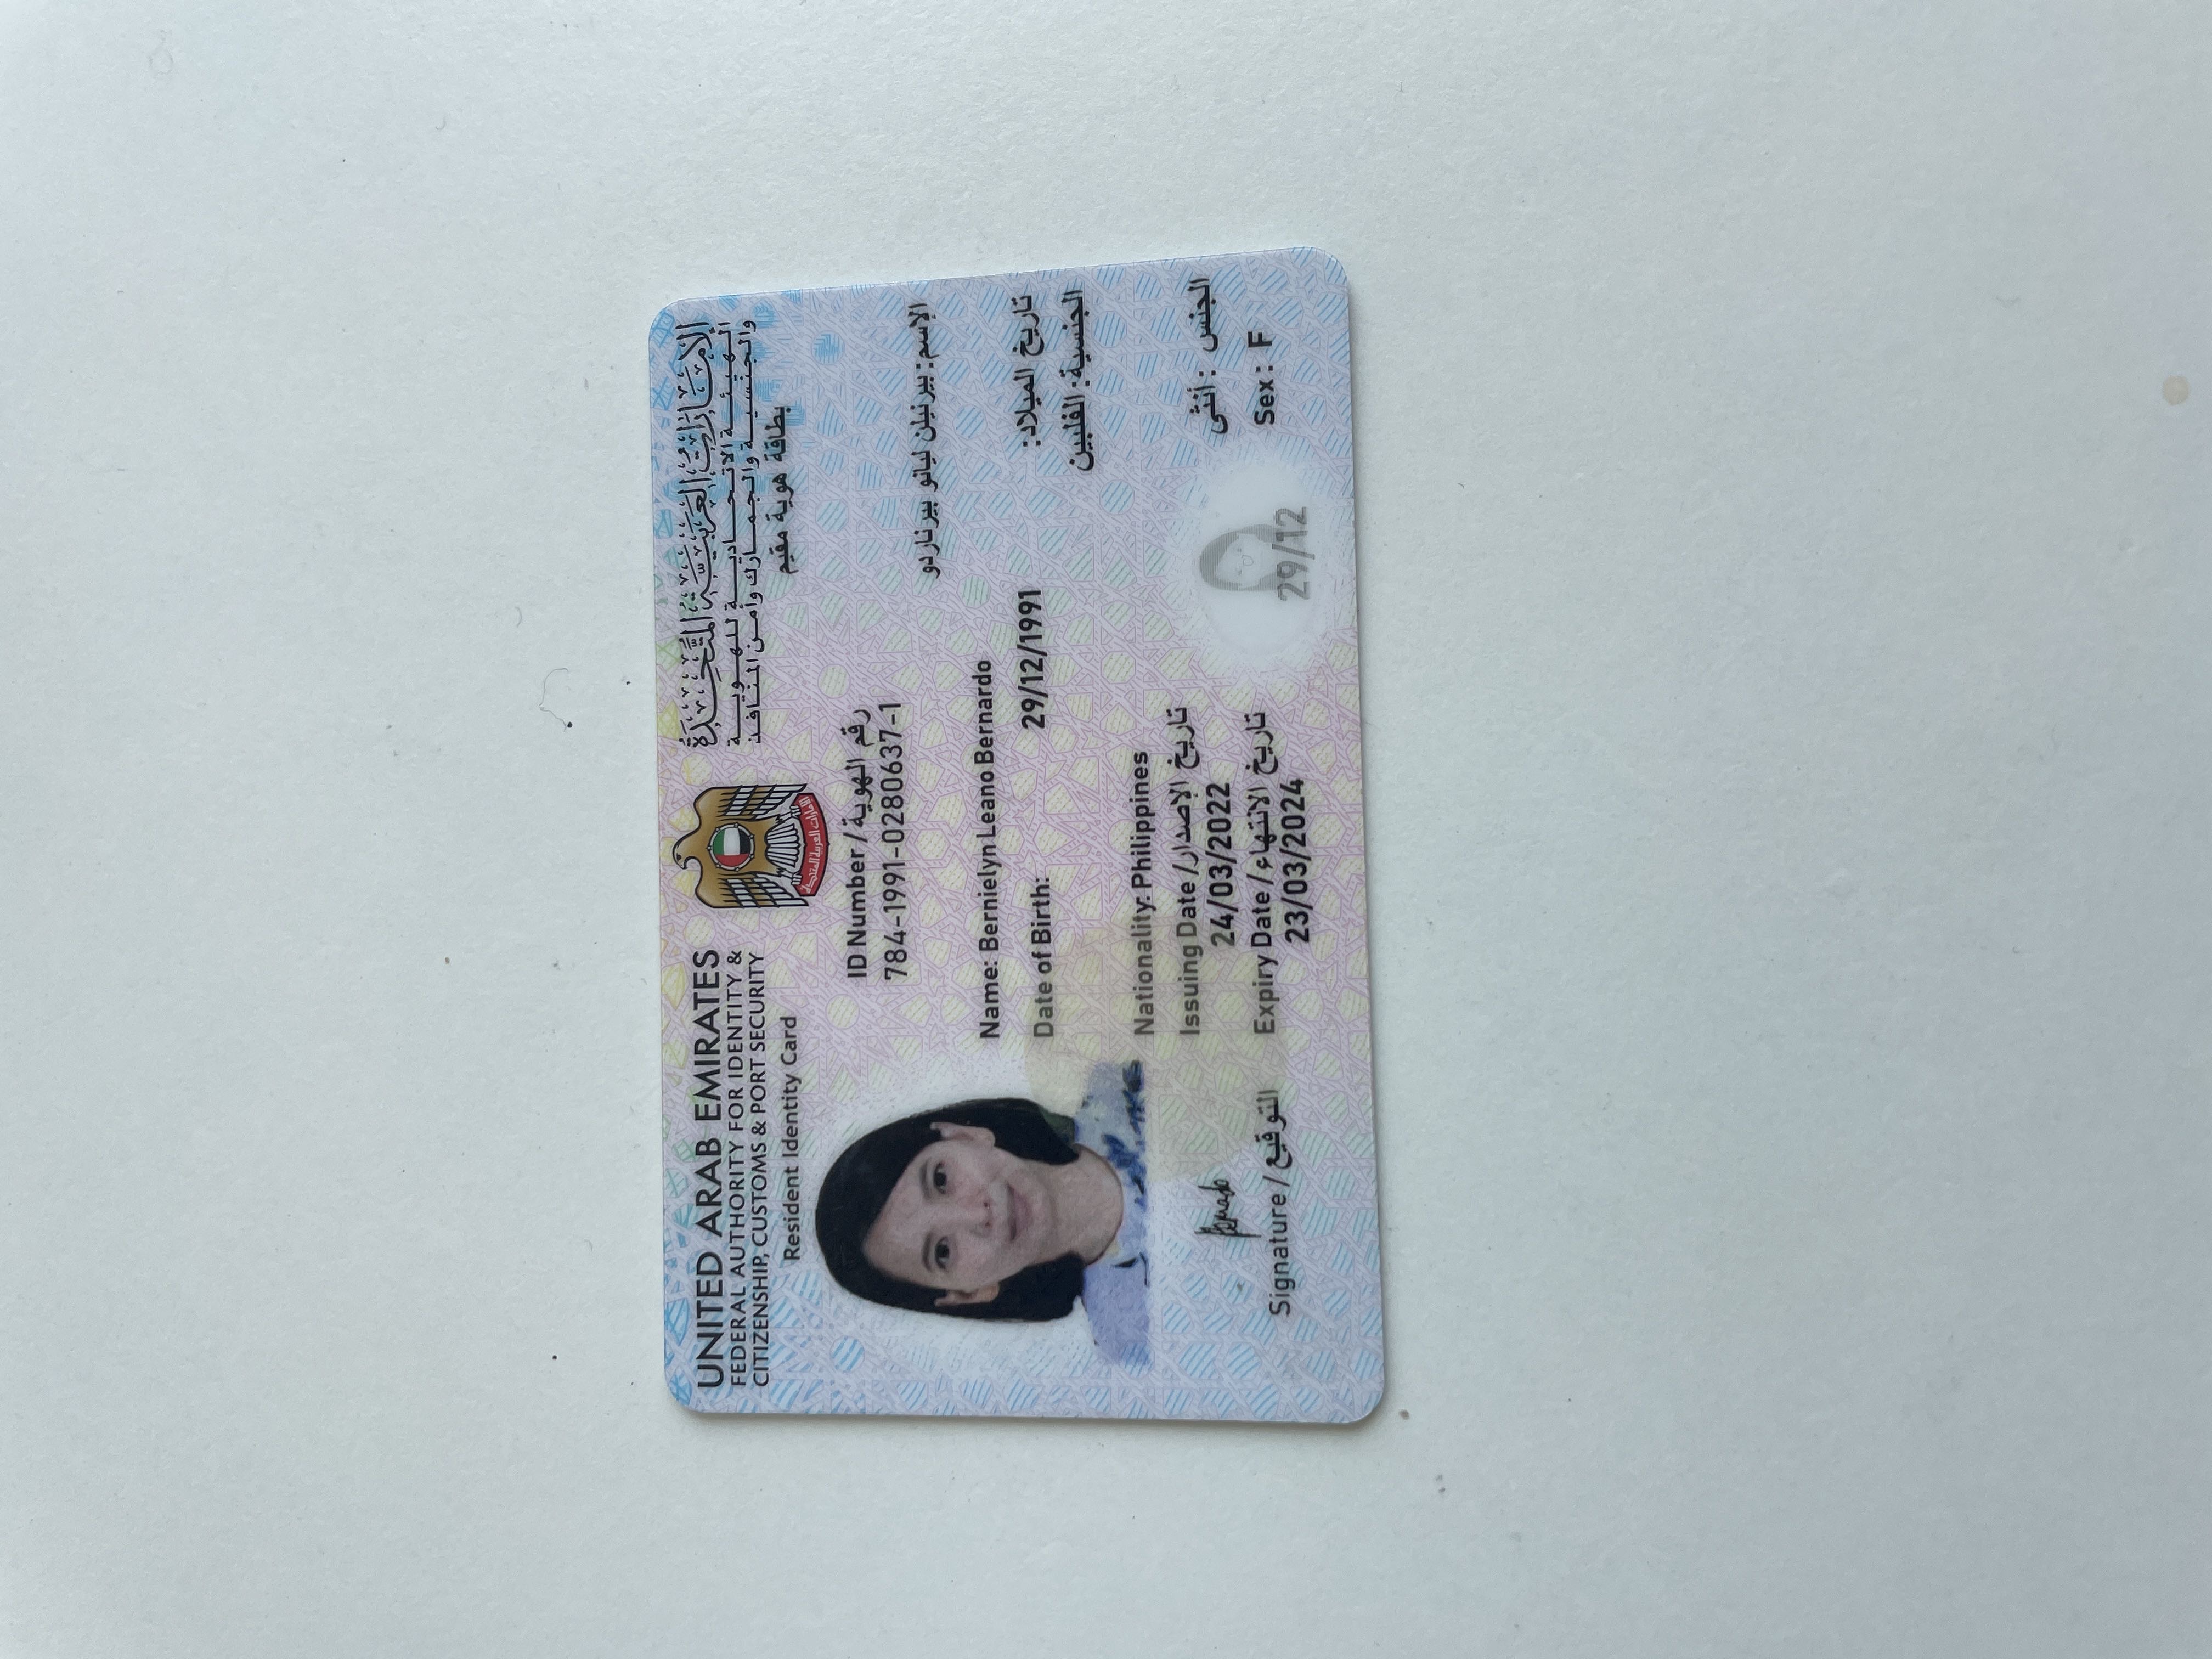 UNITED ARAB EMIRATES
FEDERAL AUTHORITY FOR IDENTITY &
CITIZENSHIP, CUSTOMS & PORT SECURITY
Resident Identity Card
الإمارات العربية المتحدة
الهيئة الاتحادية للهوية
والجنسية والجمارك وأمن المنافذ
بطاقة هوية مقيم
الإمارات العربية المتحدة
ID Number / رقم الهوية
784-1991-0280637-1
الإسم: بيرنيلن ليانو بيرناردو
Name: Bernielyn Leano Bernardo
Date of Birth: 29/12/1991 تاريخ الميلاد:
الجنسية: الفلبين
Nationality: Philippines
Issuing Date / تاريخ الإصدار
24/03/2022
Expiry Date / تاريخ الانتهاء
23/03/2024
الجنس : أنثى
Sex: F
29/12
Bernardo
Signature / التوقيع